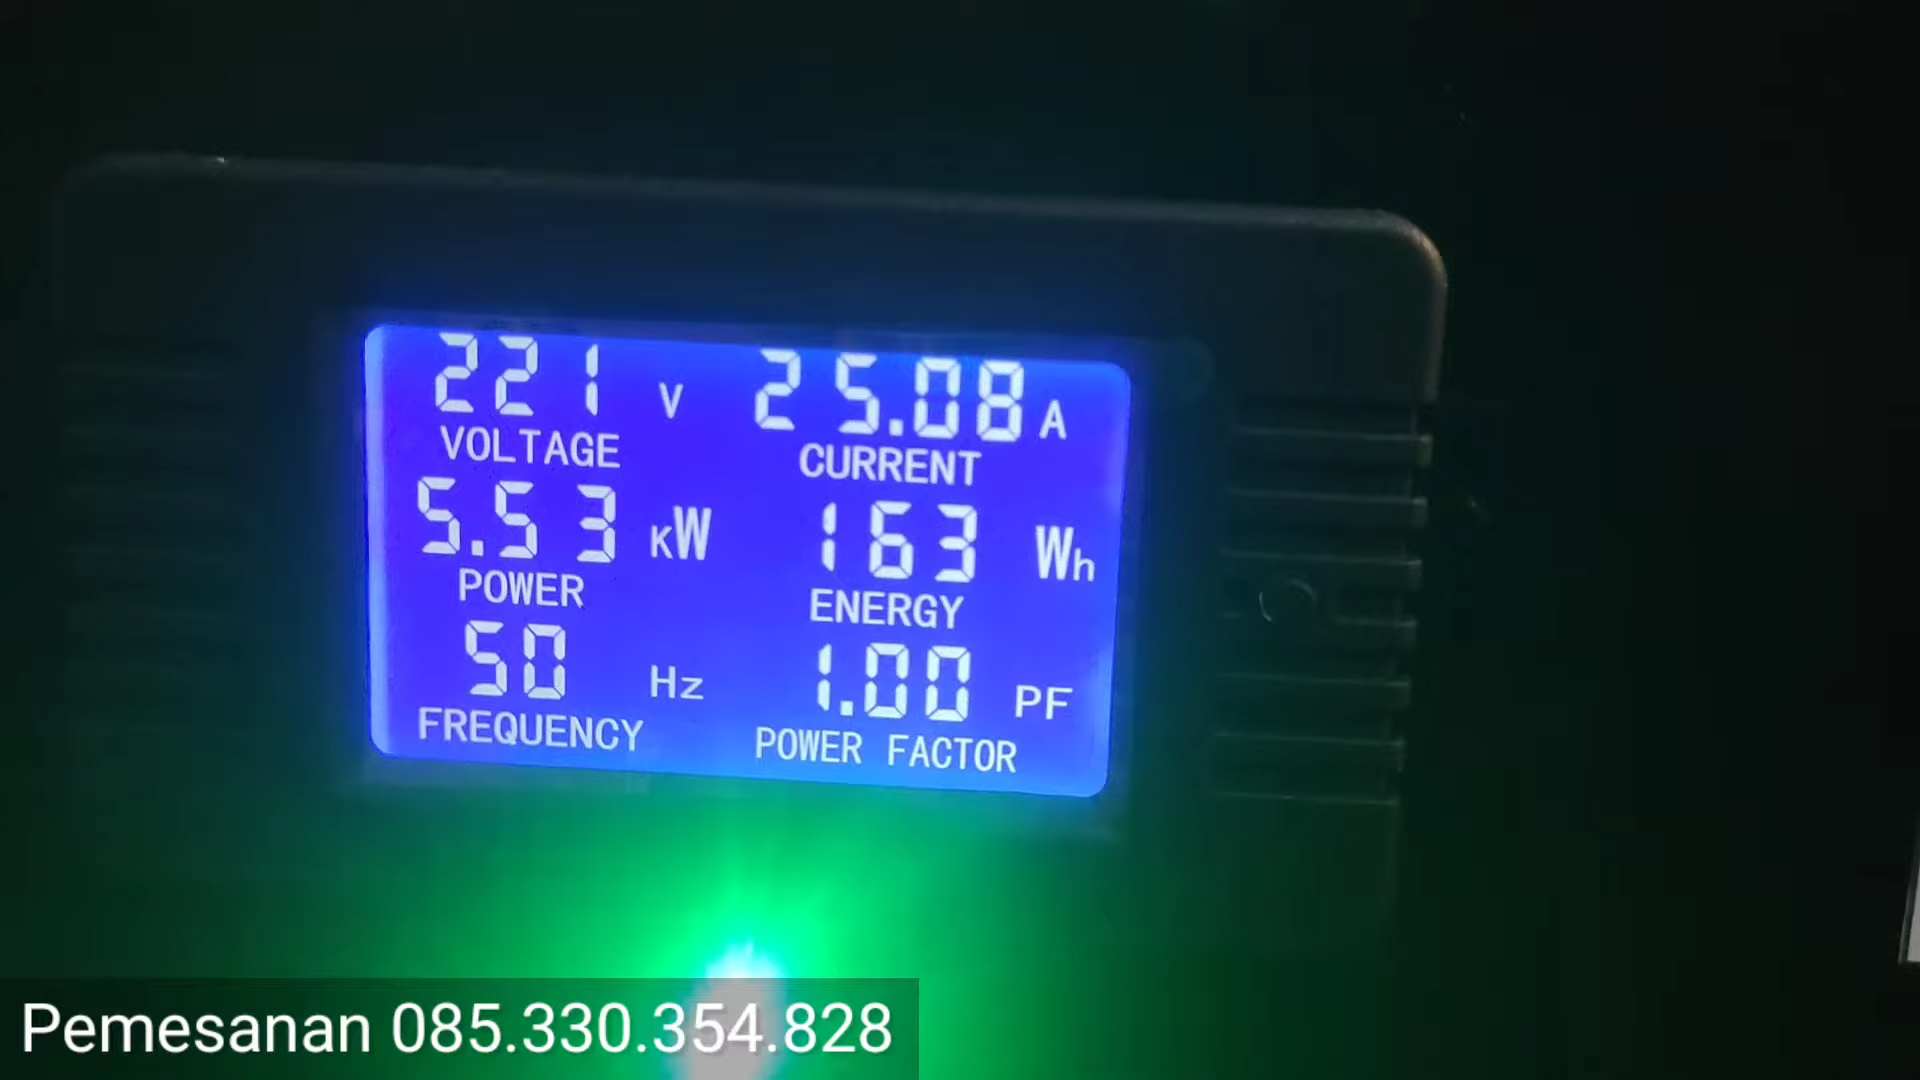 221 V 25.08 A
VOLTAGE CURRENT
5.53 KW 163 Wh
POWER ENERGY
50 Hz 1.00 PF
FREQUENCY POWER FACTOR
Pemesanan 085.330.354.828